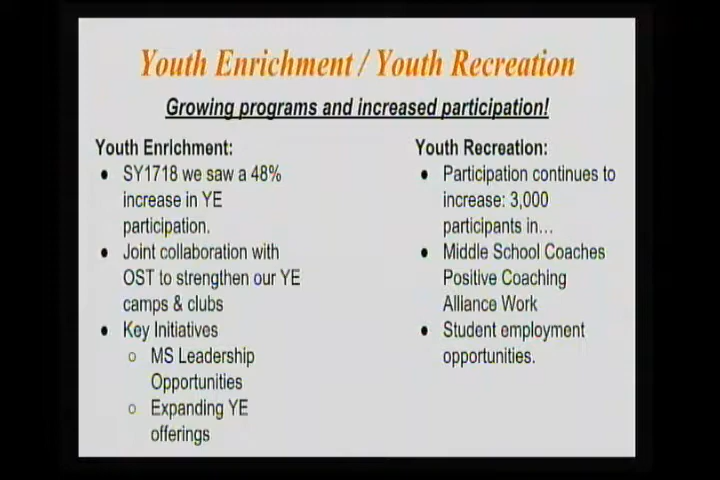 Youth Enrichment / Youth Recreation
Growing programs and increased participation!
Youth Enrichment:
● SY1718 we saw a 48%
increase in YE
participation.
● Joint collaboration with
OST to strengthen our YE
camps & clubs
● Key Initiatives
○ MS Leadership
Opportunities
○ Expanding YE
offerings
Youth Recreation:
● Participation continues to
increase: 3,000
participants in…
● Middle School Coaches
Positive Coaching
Alliance Work
● Student employment
opportunities.